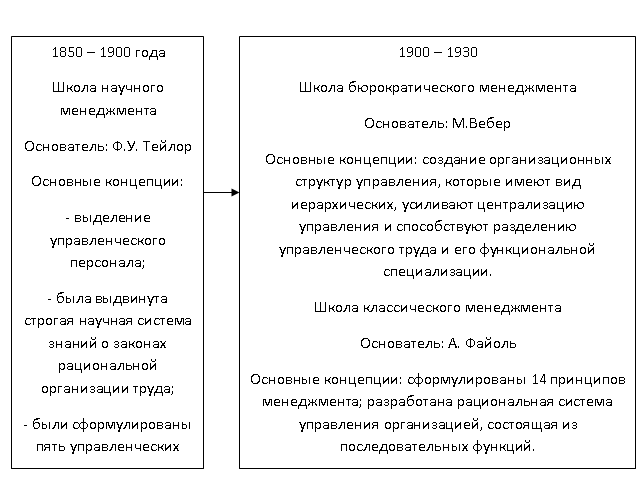 1850 – 1900 года
Школа научного
менеджмента
Основатель: Ф.У. Тейлор
Основные концепции:
- выделение
управленческого
персонала;
- была выдвинута
строгая научная система
знаний о законах
рациональной
организации труда;
- были сформулированы
пять управленческих
1900 – 1930
Школа бюрократического менеджмента
Основатель: М.Вебер
Основные концепции: создание организационных
структур управления, которые имеют вид
иерархических, усиливают централизацию
управления и способствуют разделению
управленческого труда и его функциональной
специализации.
Школа классического менеджмента
Основатель: А. Файоль
Основные концепции: сформулированы 14 принципов
менеджмента; разработана рациональная система
управления организацией, состоящая из
последовательных функций.